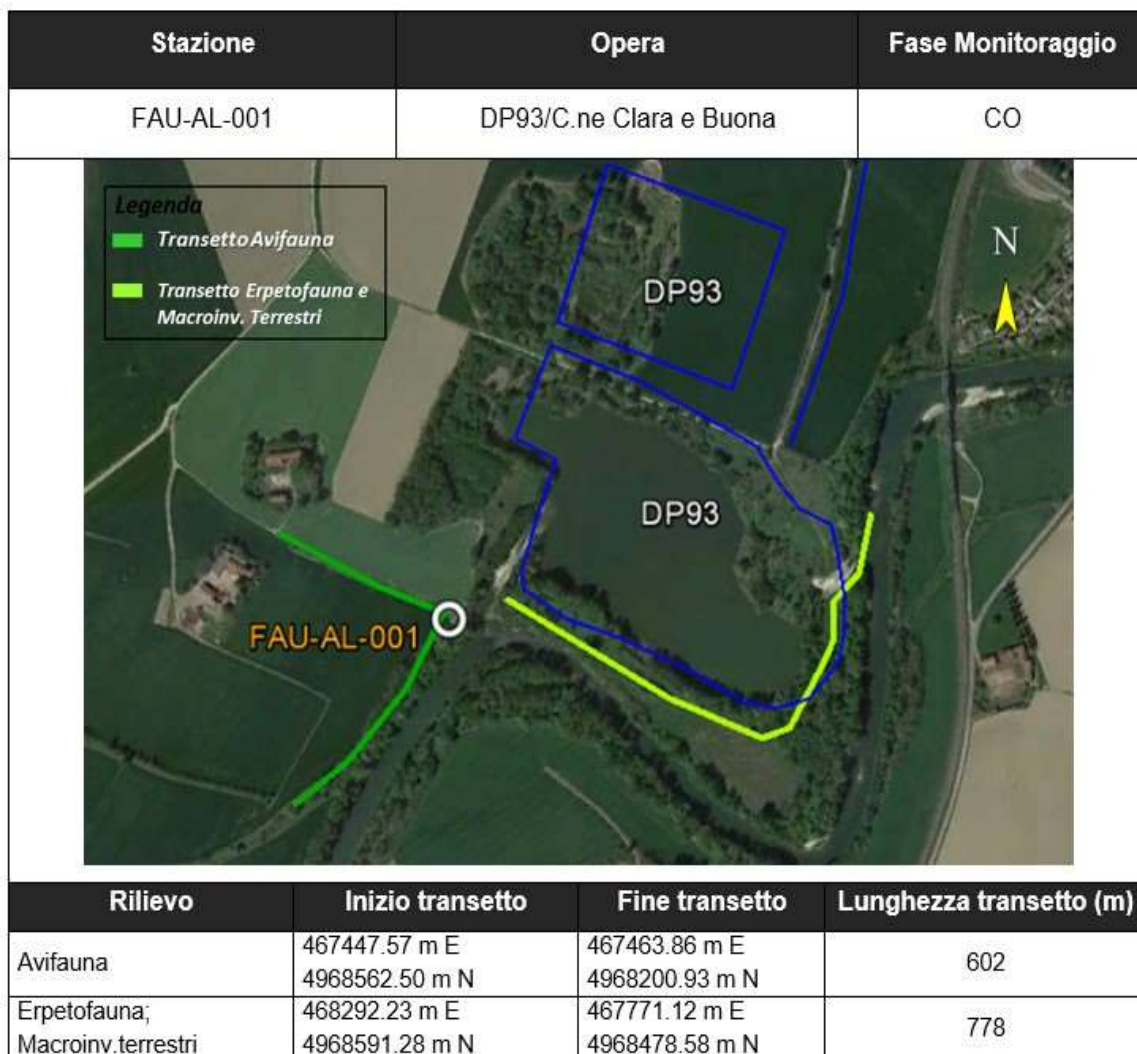 Stazione Opera Fase Monitoraggio
FAU-AL-001 DP93/C.ne Clara e Buona CO
Legenda
Transetto Avifauna
Transetto Erpetofauna e
Macroinv. Terrestri
N
DP93
DP93
FAU-AL-001
Rilievo Inizio transetto Fine transetto Lunghezza transetto (m)
Avifauna 467447.57 m E 467463.86 m E 602
4968562.50 m N 4968200.93 m N
Erpetofauna; 468292.23 m E 467771.12 m E 778
Macroinv.terrestri 4968591.28 m N 4968478.58 m N